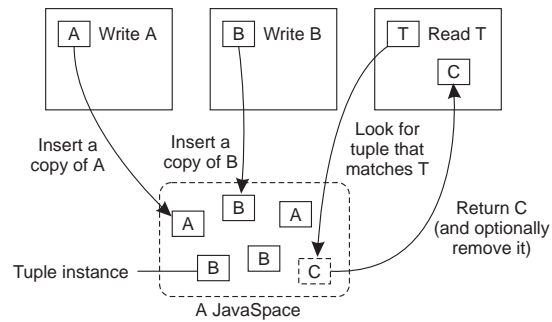 A Write A
B Write B
T Read T
C
Insert a
copy of A
Insert a
copy of B
Look for
tuple that
matches T
A
B
A
B
B
C
Return C
(and optionally
remove it)
Tuple instance
A JavaSpace